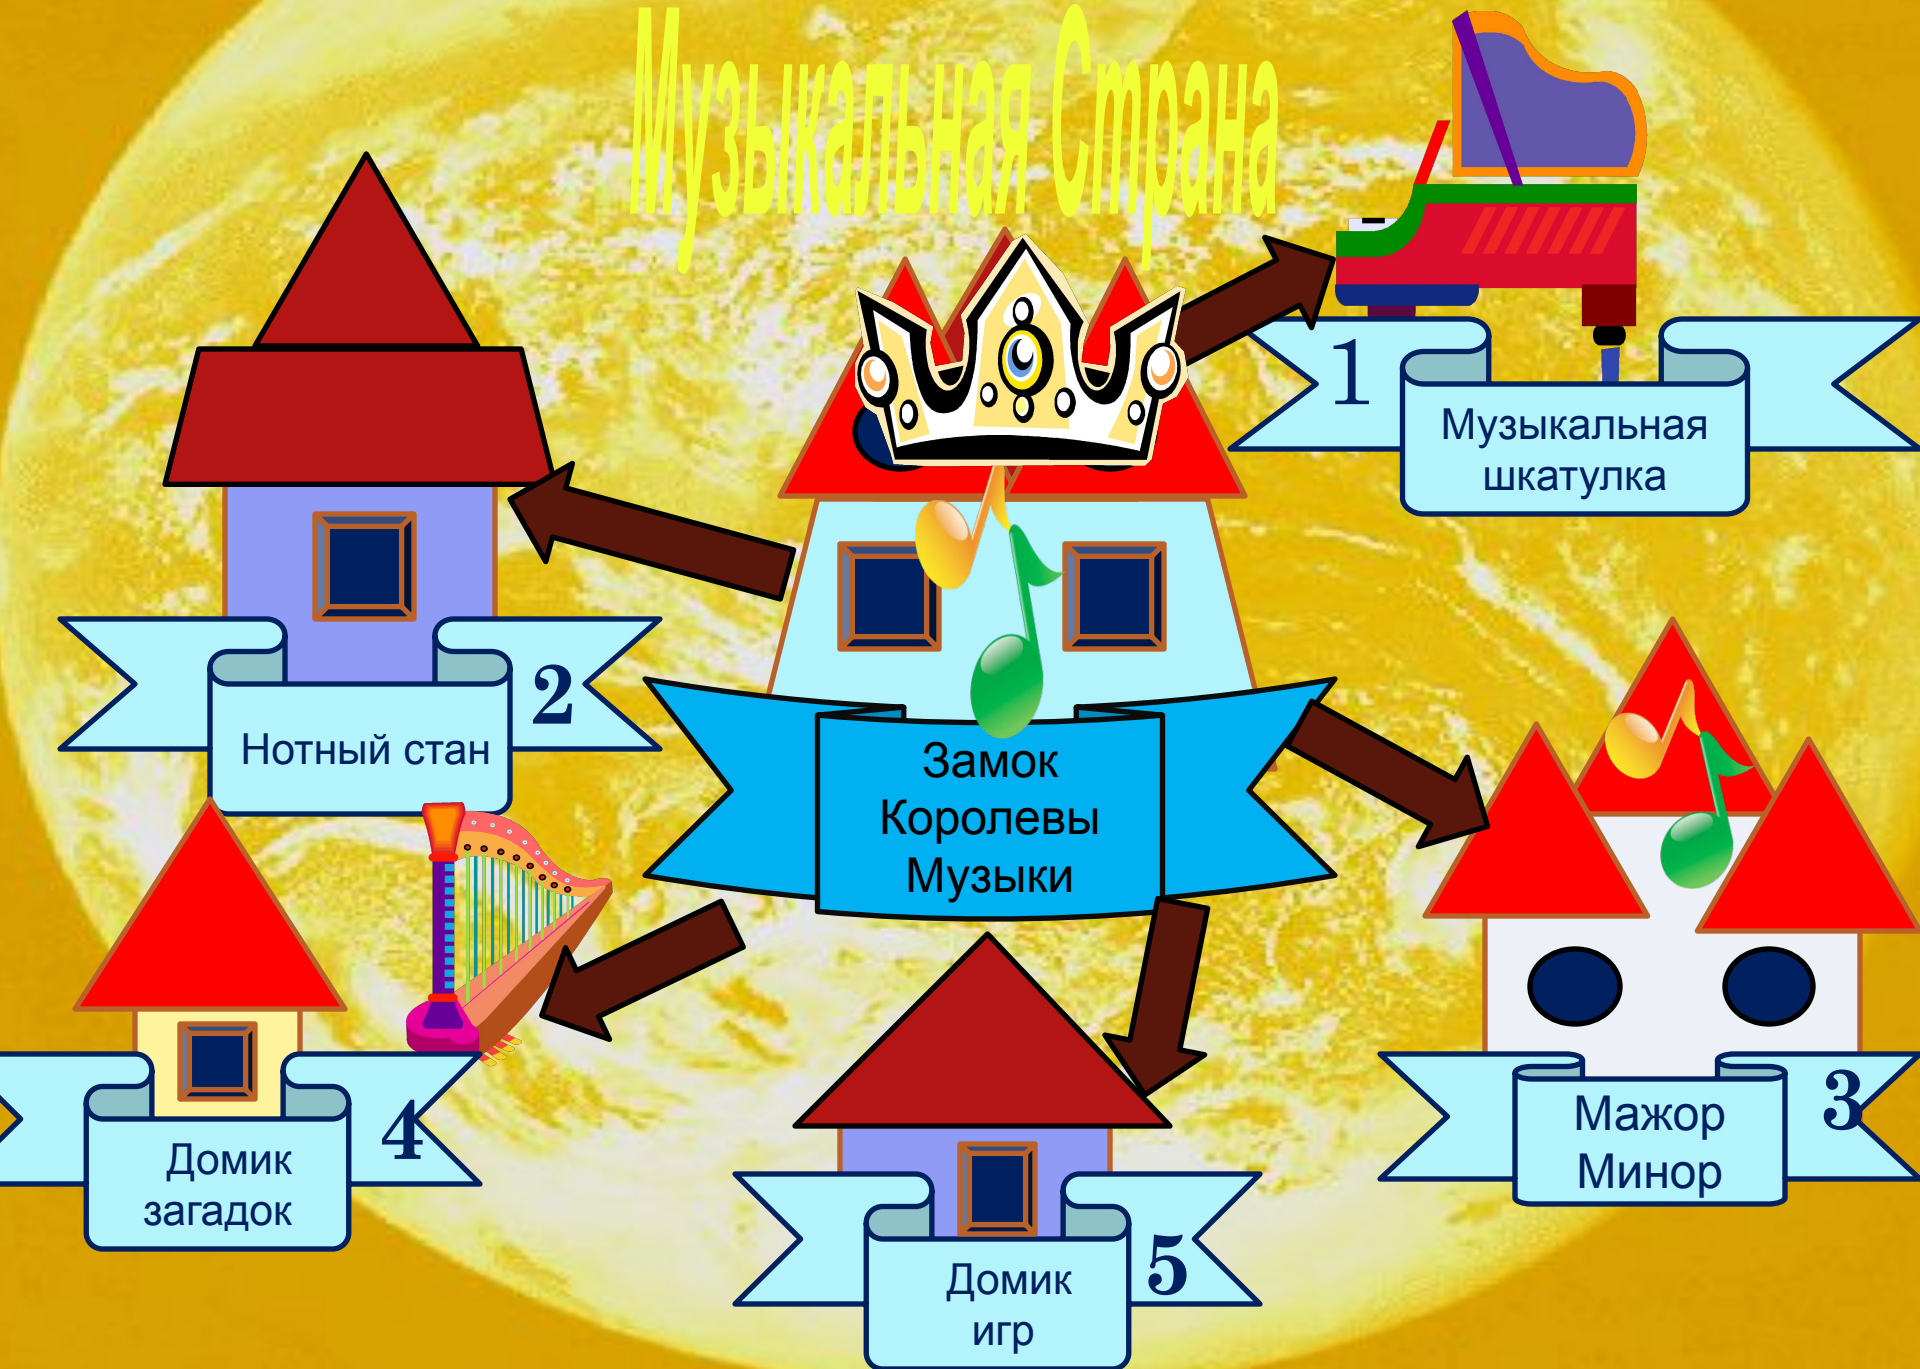 Музыкальная Страна
1
Музыкальная
шкатулка
2
Нотный стан
Замок
Королевы
Музыки
3
Мажор
Минор
4
Домик
загадок
5
Домик
игр